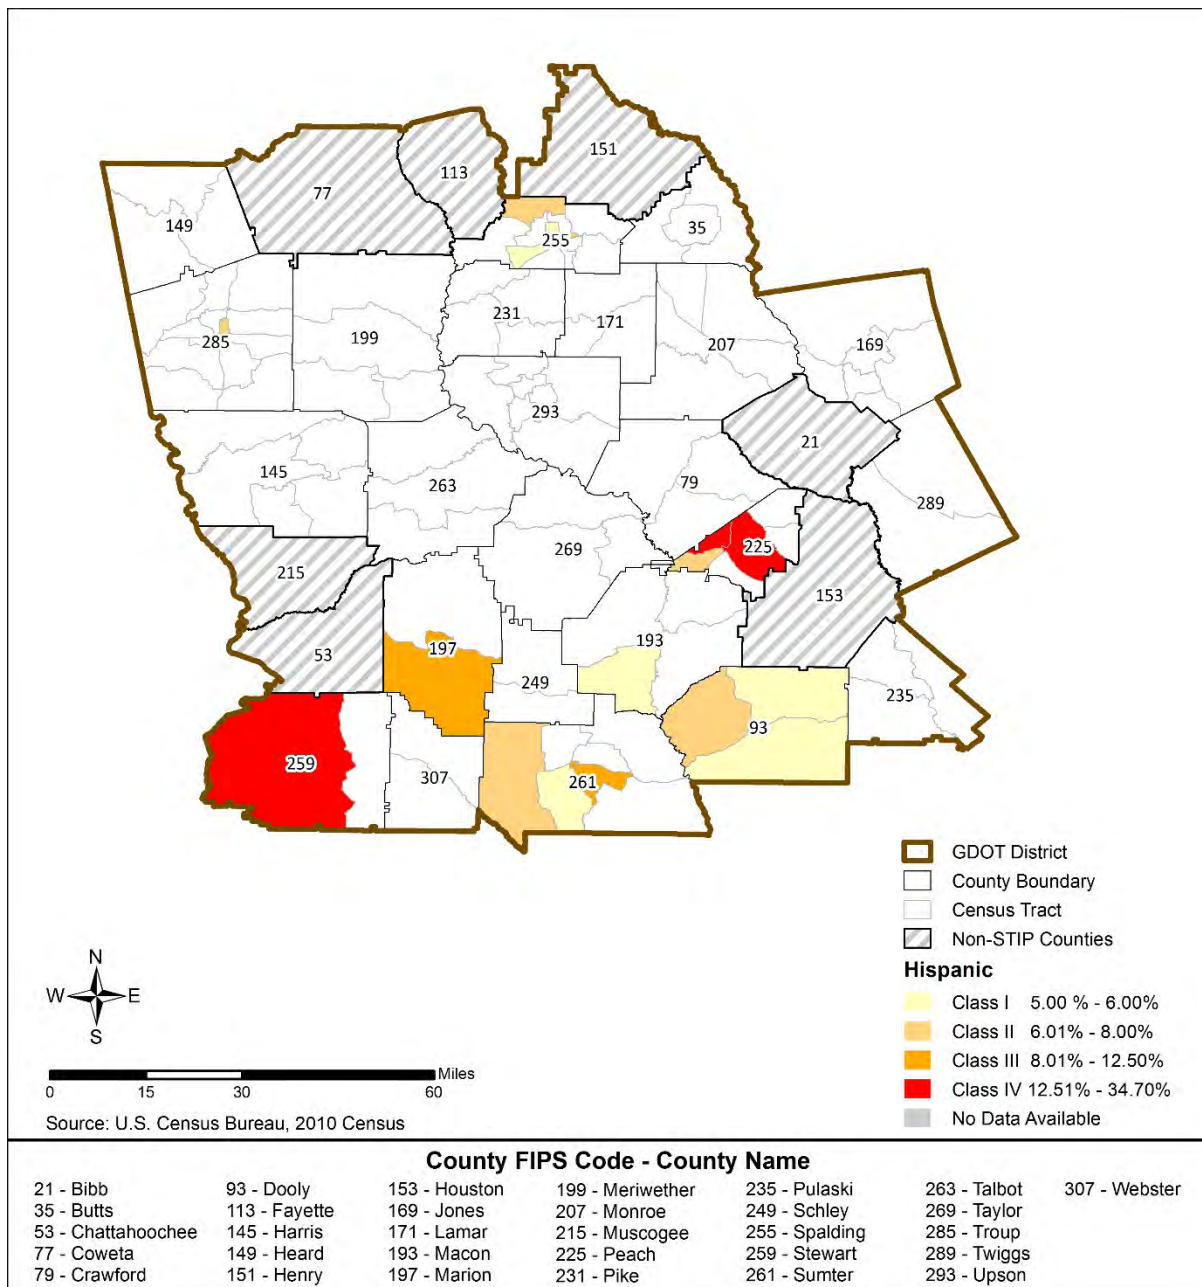 151
113
77
149
35
255
231
171
199
285
207
169
293
21
145
79
263
289
269
225
215
153
193
197
53
249
235
93
259
307
261
GDOT District
County Boundary
Census Tract
Non-STIP Counties
Hispanic
Class I 5.00 % - 6.00%
Class II 6.01% - 8.00%
Class III 8.01% - 12.50%
Class IV 12.51% - 34.70%
No Data Available
N
W E
S
Miles
0 15 30 60
Source: U.S. Census Bureau, 2010 Census
County FIPS Code - County Name
21 - Bibb 93 - Dooly 153 - Houston 199 - Meriwether 235 - Pulaski 263 - Talbot 307 - Webster
35 - Butts 113 - Fayette 169 - Jones 207 - Monroe 249 - Schley 269 - Taylor
53 - Chattahoochee 145 - Harris 171 - Lamar 215 - Muscogee 255 - Spalding 285 - Troup
77 - Coweta 149 - Heard 193 - Macon 225 - Peach 259 - Stewart 289 - Twiggs
79 - Crawford 151 - Henry 197 - Marion 231 - Pike 261 - Sumter 293 - Upson